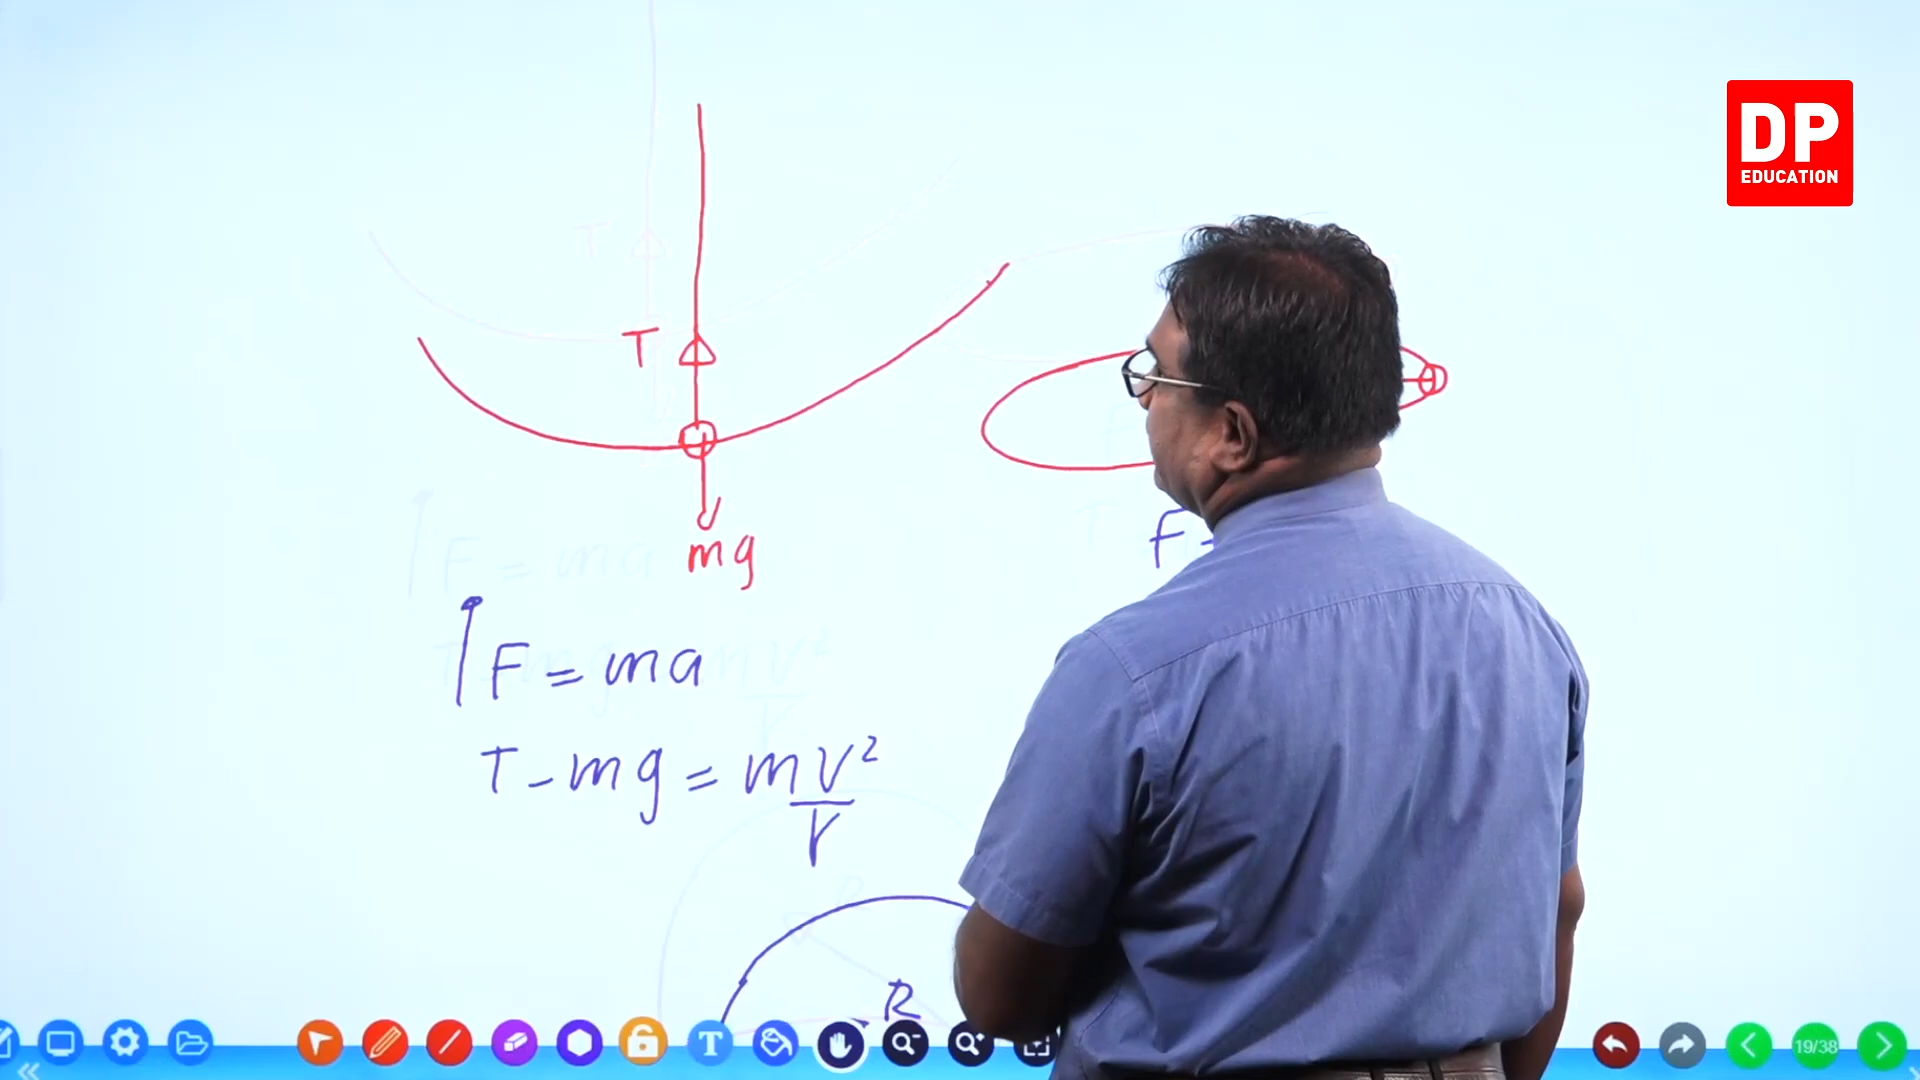 DP
EDUCATION
T
mg
F =
F = ma
T - mg = mv²
r
R
T
19/38